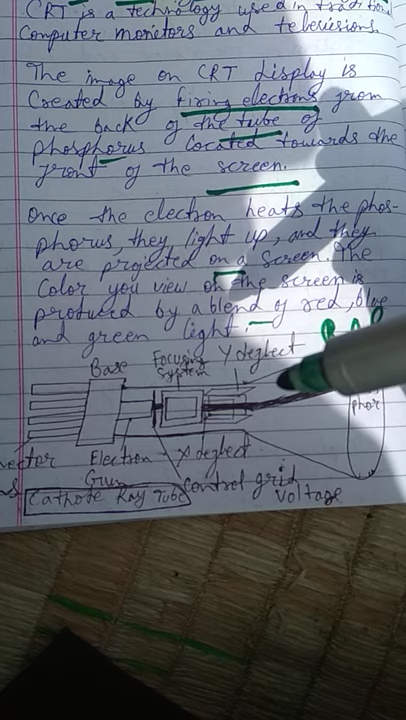 CRT is a technology used in traditional
Computer monitors and televisions.
The image on CRT display is
Created by firing electrons from
the back of the tube of
phosphorus located towards the
front of the screen.
Once the electron heats the phos-
phorus, they light up, and they
are projected on a screen. The
Color you view on the screen is
produced by a blend of red, blue
and green light.
Base Focusing System Y deflect
phor
Electron Gun X deflect
Control grid Voltage
Cathode Ray Tube